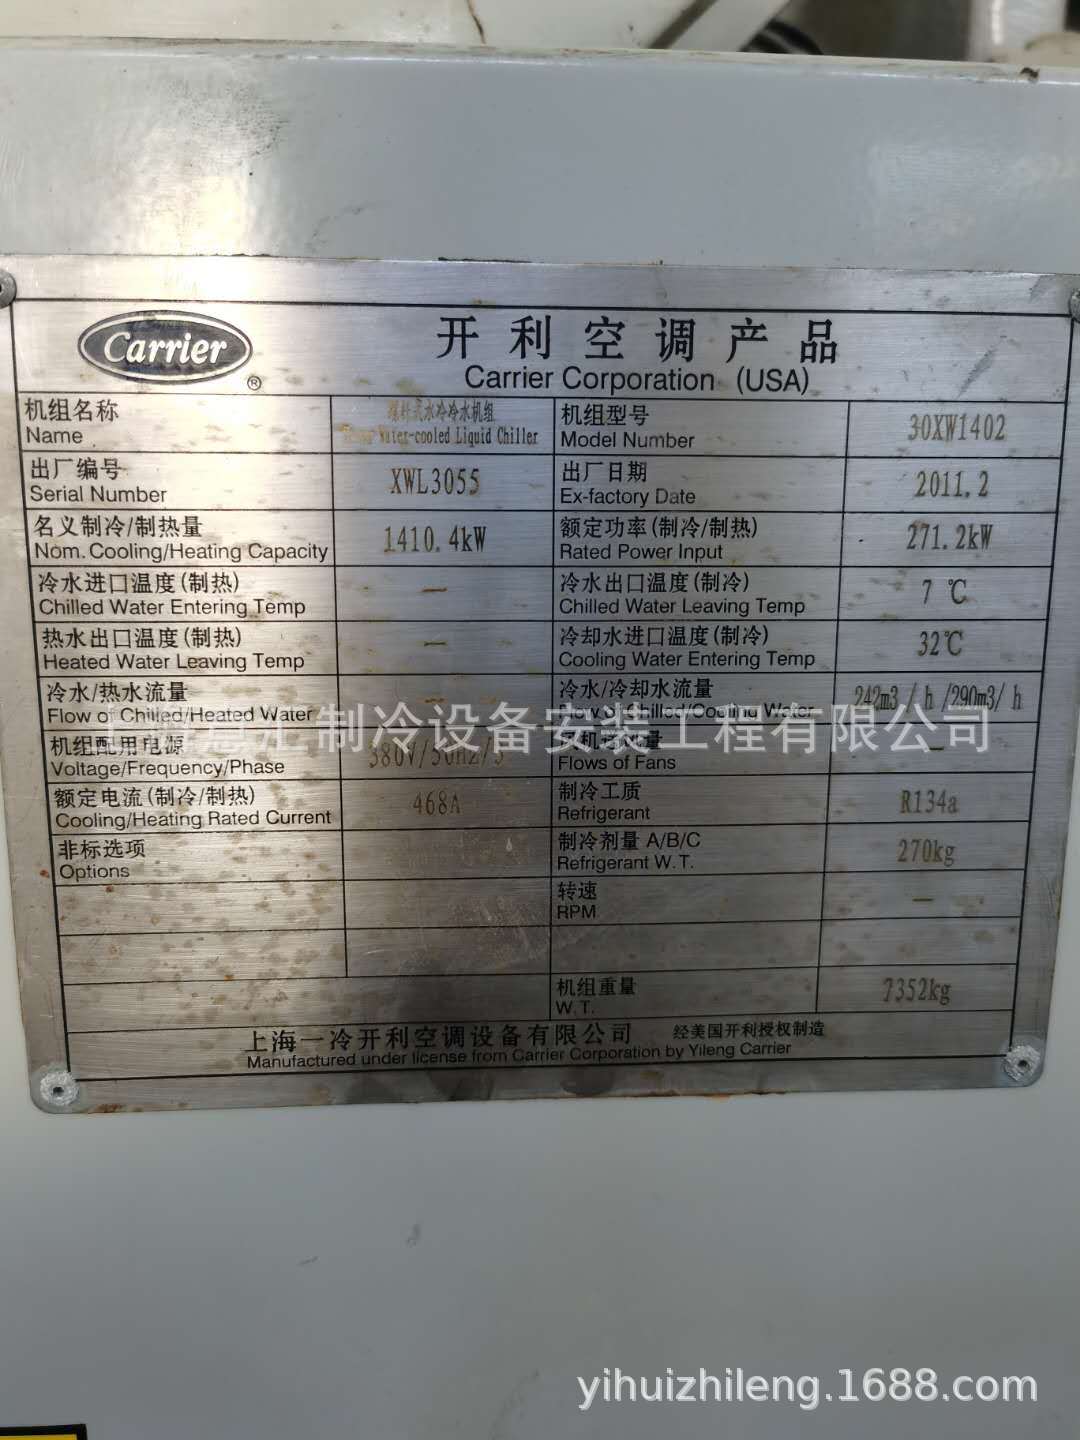 Carrier
®
开利空调产品
Carrier Corporation (USA)
机组名称
Name
螺杆式水冷冷水机组
Water-cooled Liquid Chiller
机组型号
Model Number
30XW1402
出厂编号
Serial Number
XWL3055
出厂日期
Ex-factory Date
2011.2
名义制冷/制热量
Nom. Cooling/Heating Capacity
1410.4kW
额定功率(制冷/制热)
Rated Power Input
271.2kW
冷水进口温度(制热)
Chilled Water Entering Temp
—
冷水出口温度(制冷)
Chilled Water Leaving Temp
7 ℃
热水出口温度(制热)
Heated Water Leaving Temp
—
冷却水进口温度(制冷)
Cooling Water Entering Temp
32℃
冷水/热水流量
Flow of Chilled/Heated Water
—
冷水/冷却水流量
Flow of Chilled/Cooling Water
242m3 / h /290m3/ h
制冷设备安装工程有限公司
机组配用电源
Voltage/Frequency/Phase
380V/50Hz/3
Flows of Fans
—
额定电流(制冷/制热)
Cooling/Heating Rated Current
468A
制冷工质
Refrigerant
R134a
非标选项
Options
制冷剂量 A/B/C
Refrigerant W.T.
270kg
转速
RPM
—
机组重量
W.T.
7352kg
上海一冷开利空调设备有限公司 经美国开利授权制造
Manufactured under license from Carrier Corporation by Yileng Carrier
yihuizhileng.1688.com